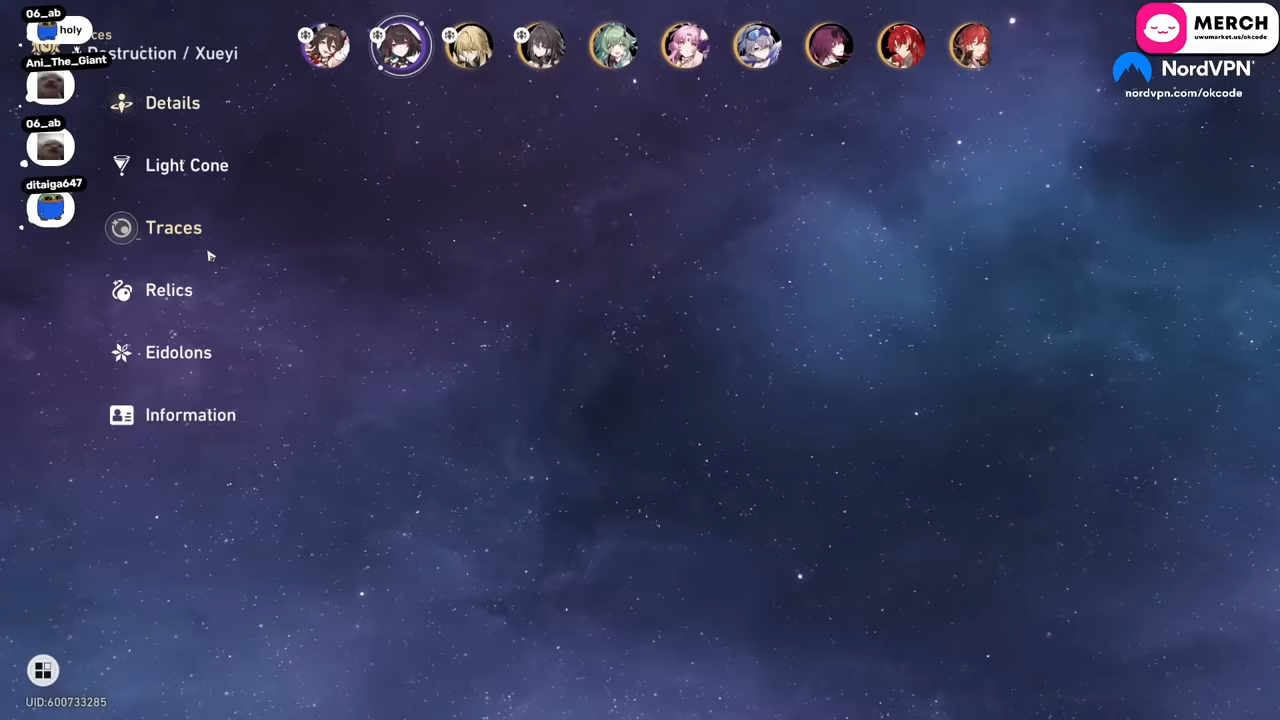 06_ab
holy
ces
Destruction / Xueyi
Ani_The_Giant
06_ab
ditaiga647
Details
Light Cone
Traces
Relics
Eidolons
Information
MERCH
uwumarket.us/okcode
NordVPN®
nordvpn.com/okcode
UID:600733285